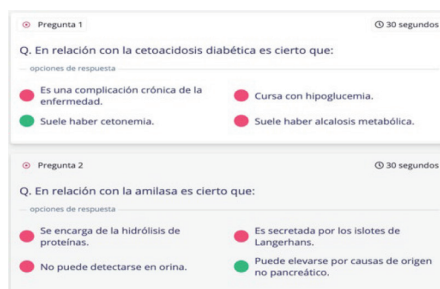 Pregunta 1
30 segundos
Q. En relación con la cetoacidosis diabética es cierto que:
opciones de respuesta
Es una complicación crónica de la
enfermedad.
Cursa con hipoglucemia.
Suele haber cetonemia.
Suele haber alcalosis metabólica.
Pregunta 2
30 segundos
Q. En relación con la amilasa es cierto que:
opciones de respuesta
Se encarga de la hidrólisis de
proteínas.
Es secretada por los islotes de
Langerhans.
No puede detectarse en orina.
Puede elevarse por causas de origen
no pancreático.